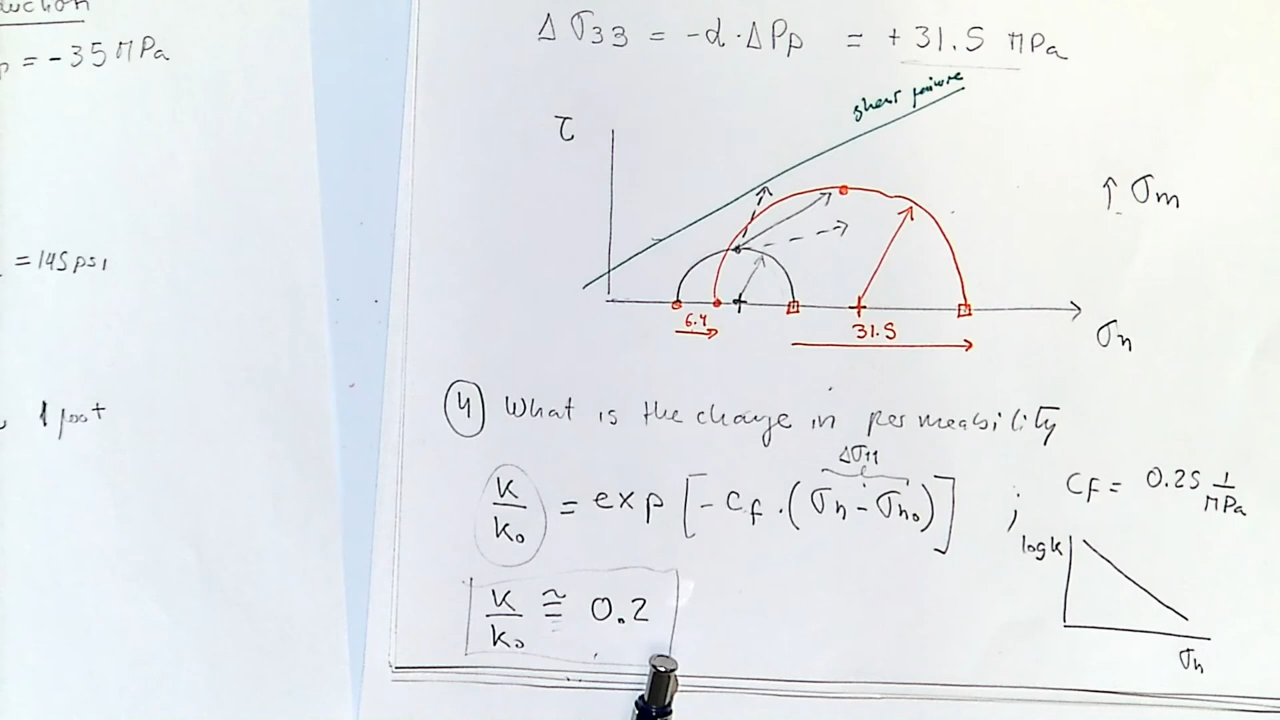 = -35 MPa
= 145 psi
1 foot
Δσ33 = -α·ΔPp = +31.5 MPa
shear failure
τ
↑ σm
6.4
31.5
σn
④ What is the change in permeability
Δσ11
k/k0 = exp [-Cf·(σn - σn0)] ; Cf = 0.25 1/MPa
log k
k/k0 ≅ 0.2
σn